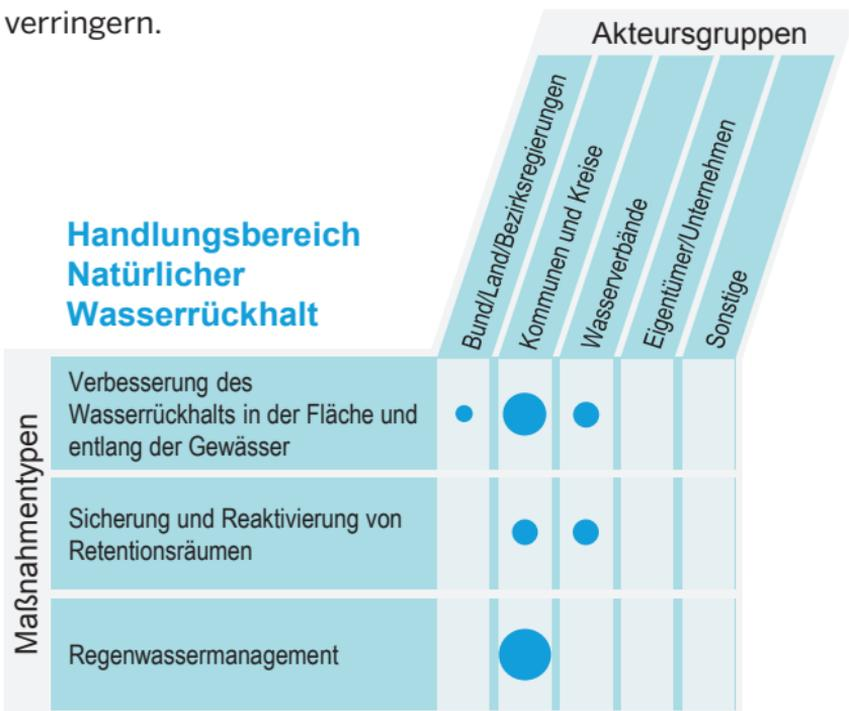 verringern.
Akteursgruppen
Bund/Land/Bezirksregierungen
Kommunen und Kreise
Wasserverbände
Eigentümer/Unternehmen
Sonstige
Handlungsbereich
Natürlicher
Wasserrückhalt
Maßnahmentypen
Verbesserung des
Wasserrückhalts in der Fläche und
entlang der Gewässer
Sicherung und Reaktivierung von
Retentionsräumen
Regenwassermanagement